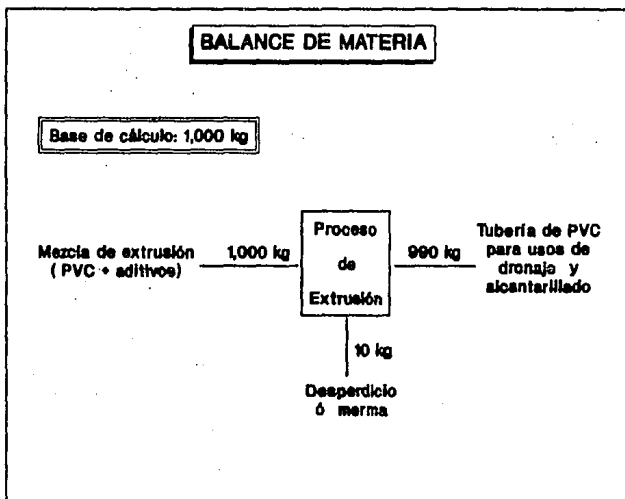 BALANCE DE MATERIA
Base de cálculo: 1,000 kg
Mezcla de extrusión
( PVC + aditivos)
1,000 kg
Proceso
de
Extrusión
990 kg
Tubería de PVC
para usos de
dronaje y
alcantarillado
10 kg
Desperdicio
ó merma